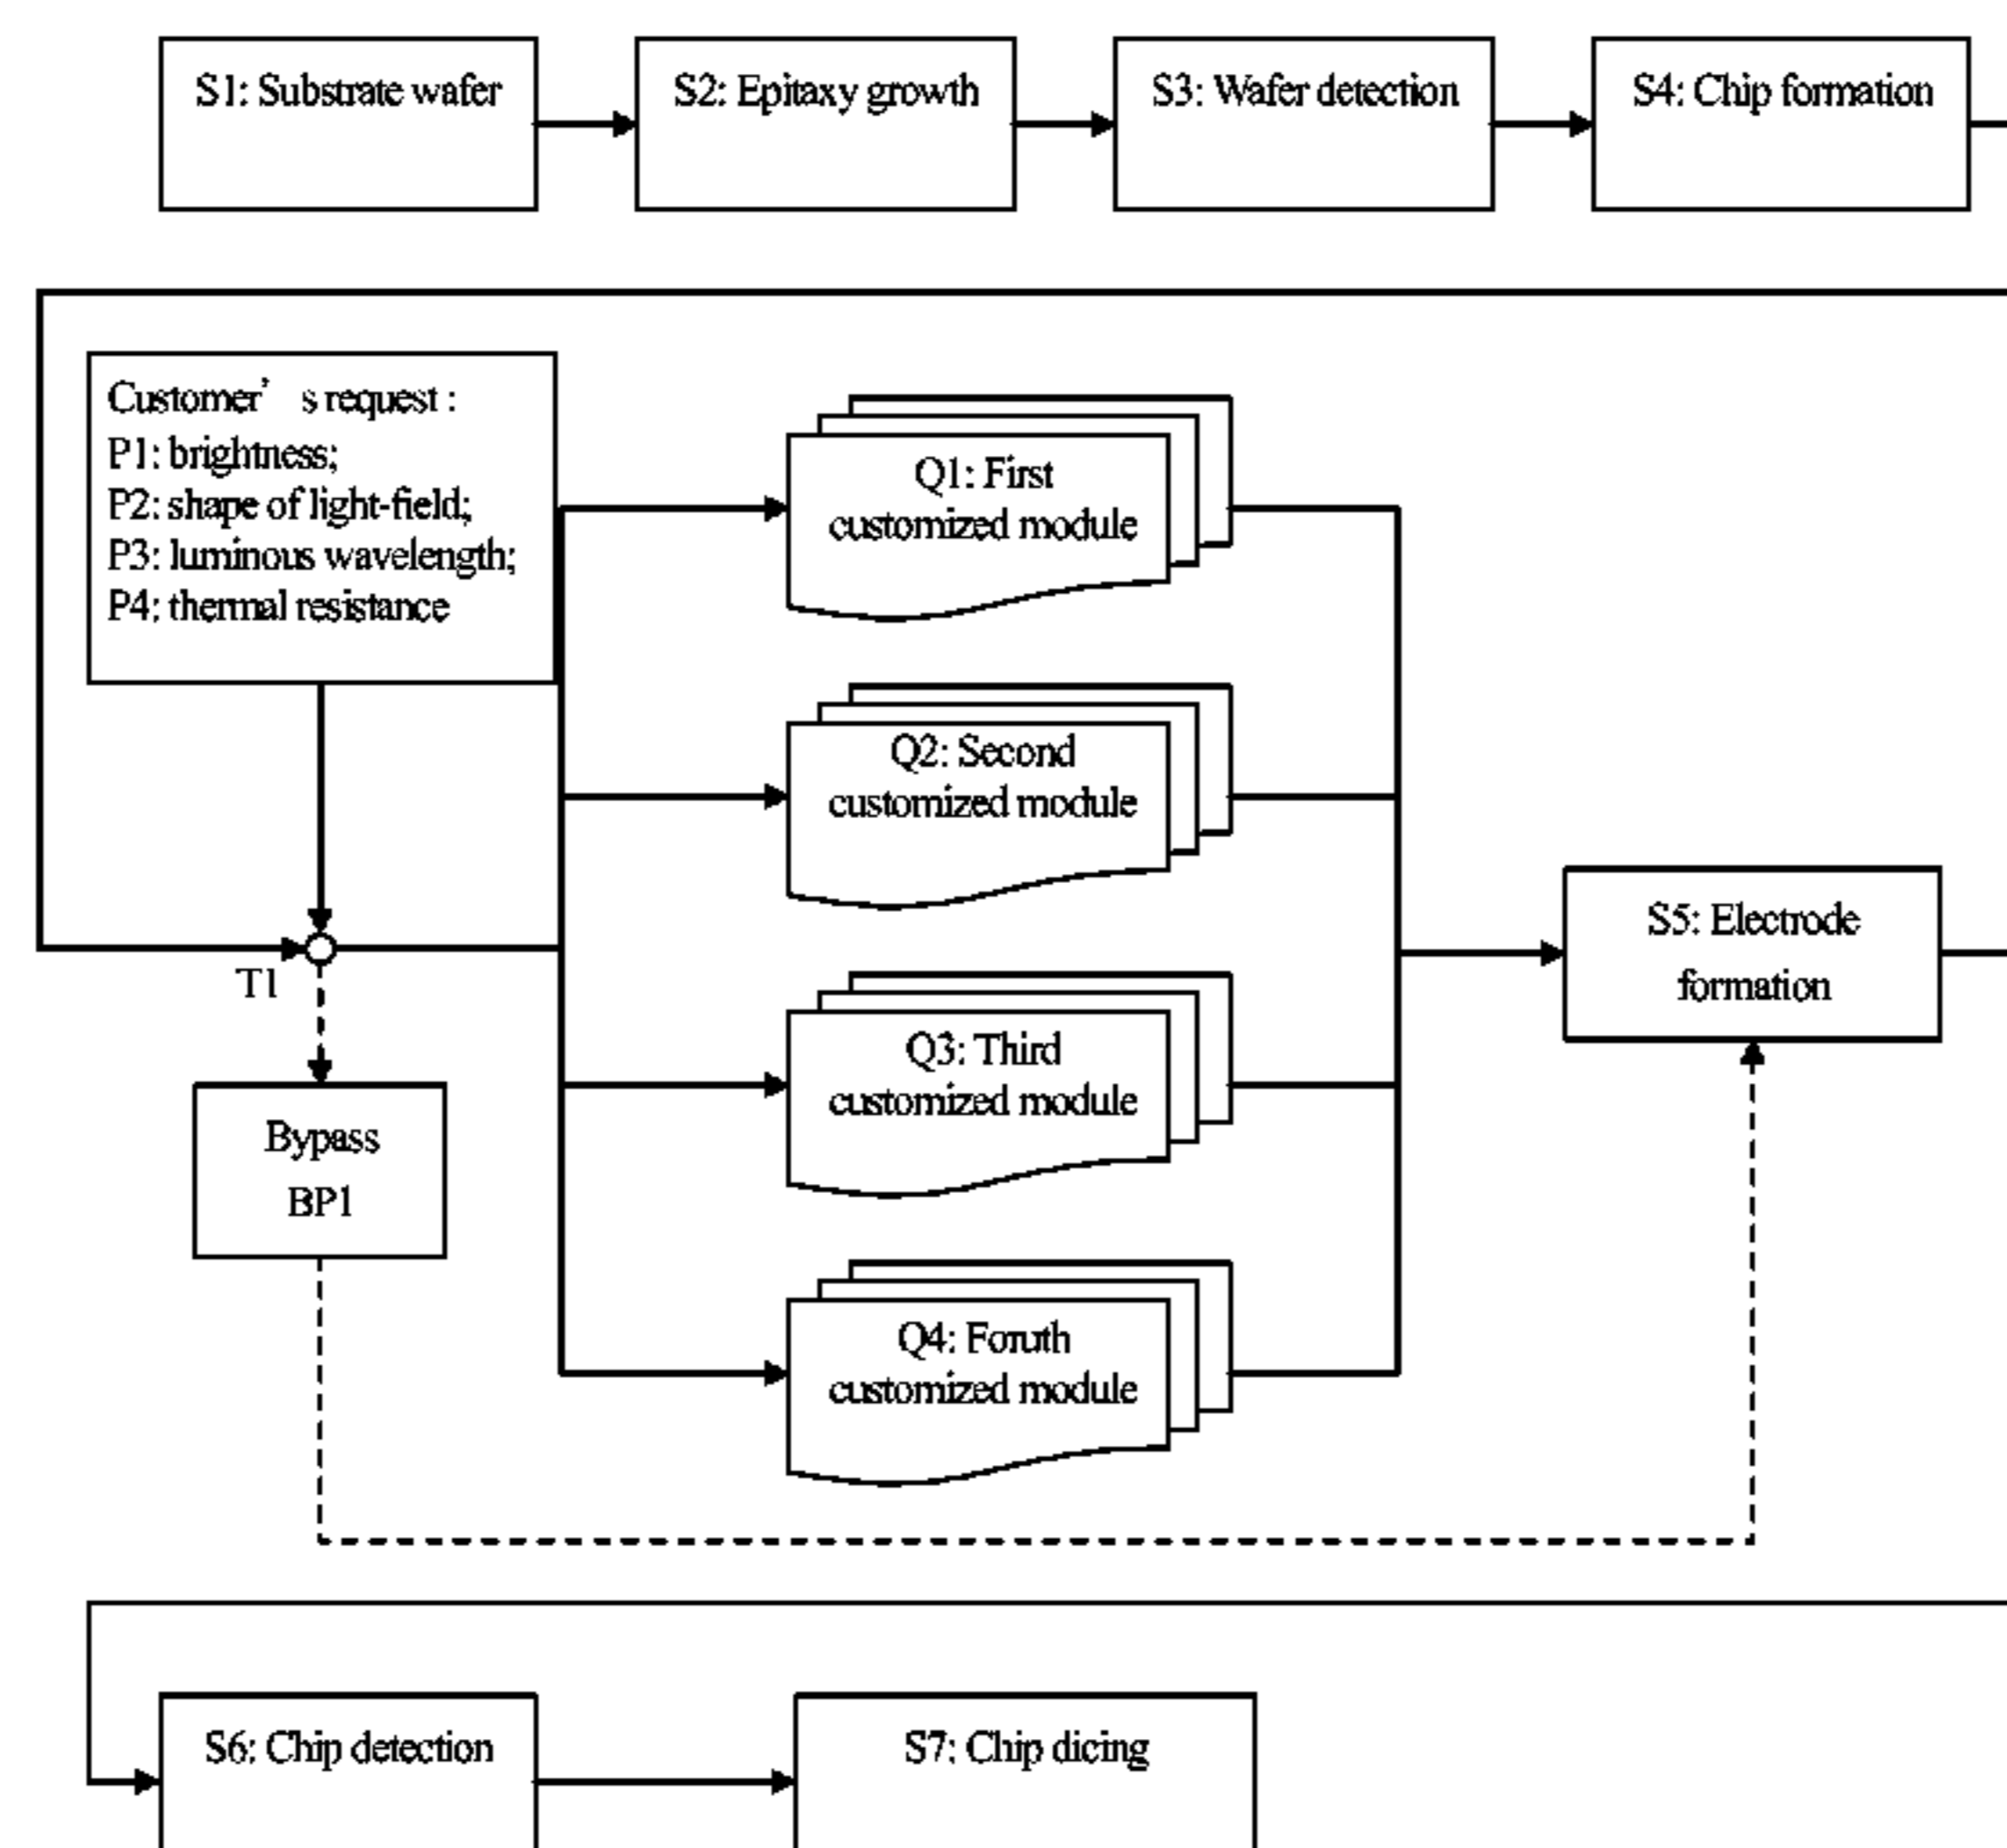 S1: Substrate wafer
S2: Epitaxy growth
S3: Wafer detection
S4: Chip formation
Customer's request :
P1: brightness;
P2: shape of light-field;
P3: luminous wavelength;
P4: thermal resistance
Q1: First
customized module
Q2: Second
customized module
S5: Electrode
formation
T1
Q3: Third
customized module
Bypass
BP1
Q4: Foruth
customized module
S6: Chip detection
S7: Chip dicing